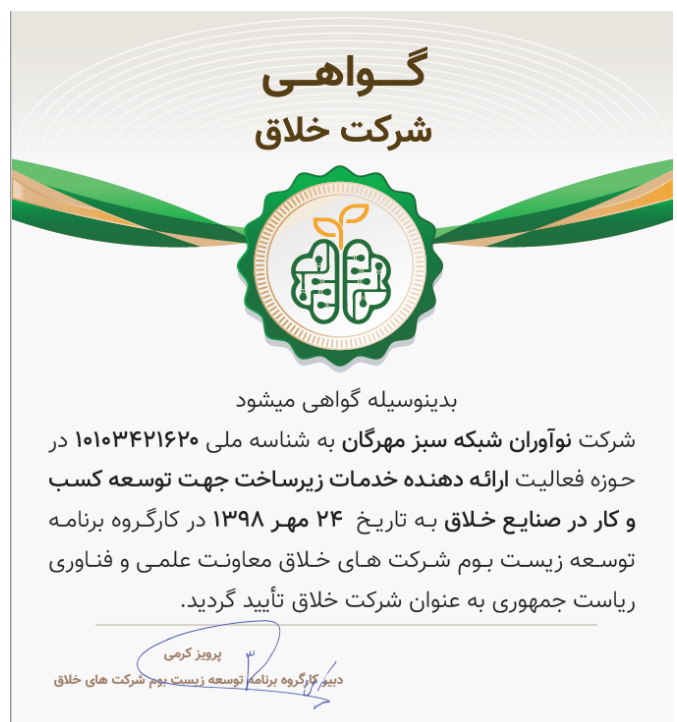 گـــواهــی
شرکت خلاق
بدینوسیله گواهی میشود
شرکت نوآوران شبکه سبز مهرگان به شناسه ملی ۱۰۱۰۳۴۲۱۶۲۰ در
حوزه فعالیت ارائه دهنده خدمات زیرساخت جهت توسعه کسب
و کار در صنایع خلاق به تاریخ ۲۴ مهر ۱۳۹۸ در کارگروه برنامه
توسعه زیست بوم شرکت های خلاق معاونت علمی و فناوری
ریاست جمهوری به عنوان شرکت خلاق تأیید گردید.
پرویز کرمی
دبیر کارگروه برنامه توسعه زیست بوم شرکت های خلاق